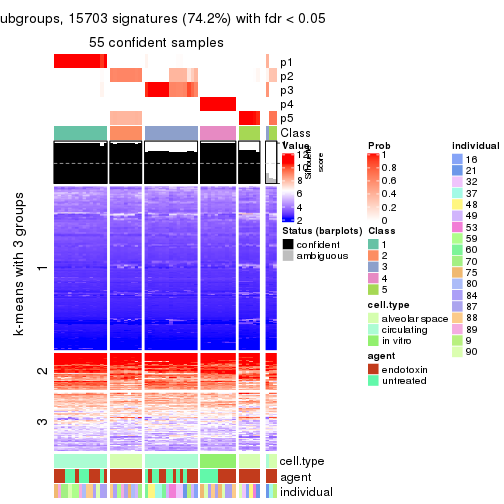 ubgroups, 15703 signatures (74.2%) with fdr < 0.05
55 confident samples
p1
p2
p3
p4
p5
Class
Silhouette score
k-means with 3 groups
1
2
3
cell.type
agent
individual
Value
12
10
8
6
4
2
Status (barplots)
confident
ambiguous
Prob
1
0.8
0.6
0.4
0.2
0
Class
1
2
3
4
5
cell.type
alveolar space
circulating
in vitro
agent
endotoxin
untreated
individual
16
21
32
37
48
49
53
59
60
70
75
80
84
87
88
89
9
90